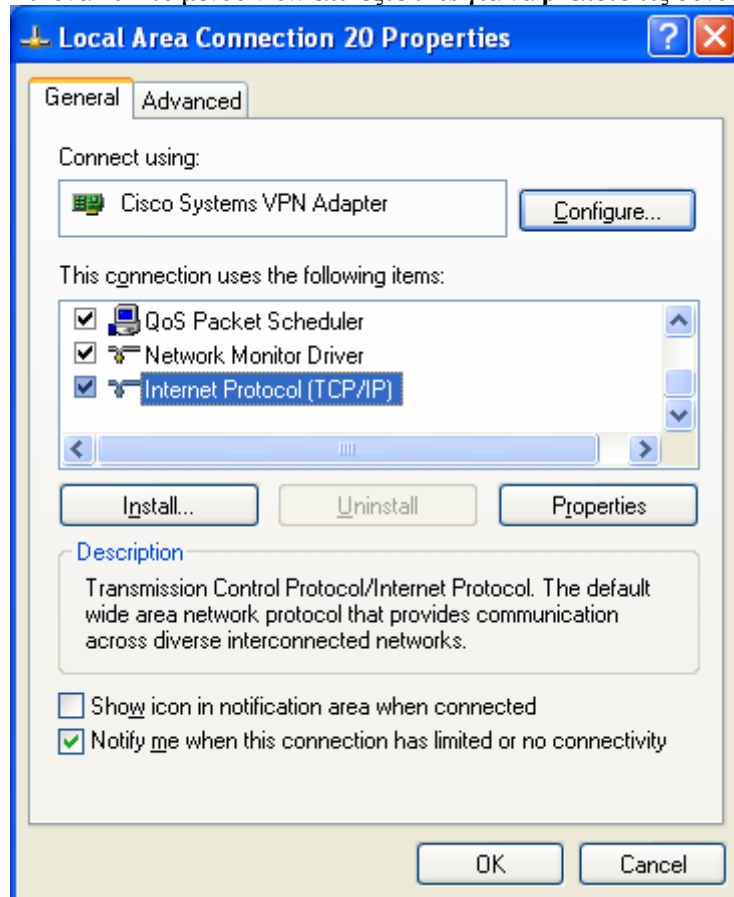 Local Area Connection 20 Properties
General
Advanced
Connect using:
Cisco Systems VPN Adapter
Configure...
This connection uses the following items:
QoS Packet Scheduler
Network Monitor Driver
Internet Protocol (TCP/IP)
Install...
Uninstall
Properties
Description
Transmission Control Protocol/Internet Protocol. The default
wide area network protocol that provides communication
across diverse interconnected networks.
Show icon in notification area when connected
Notify me when this connection has limited or no connectivity
OK
Cancel